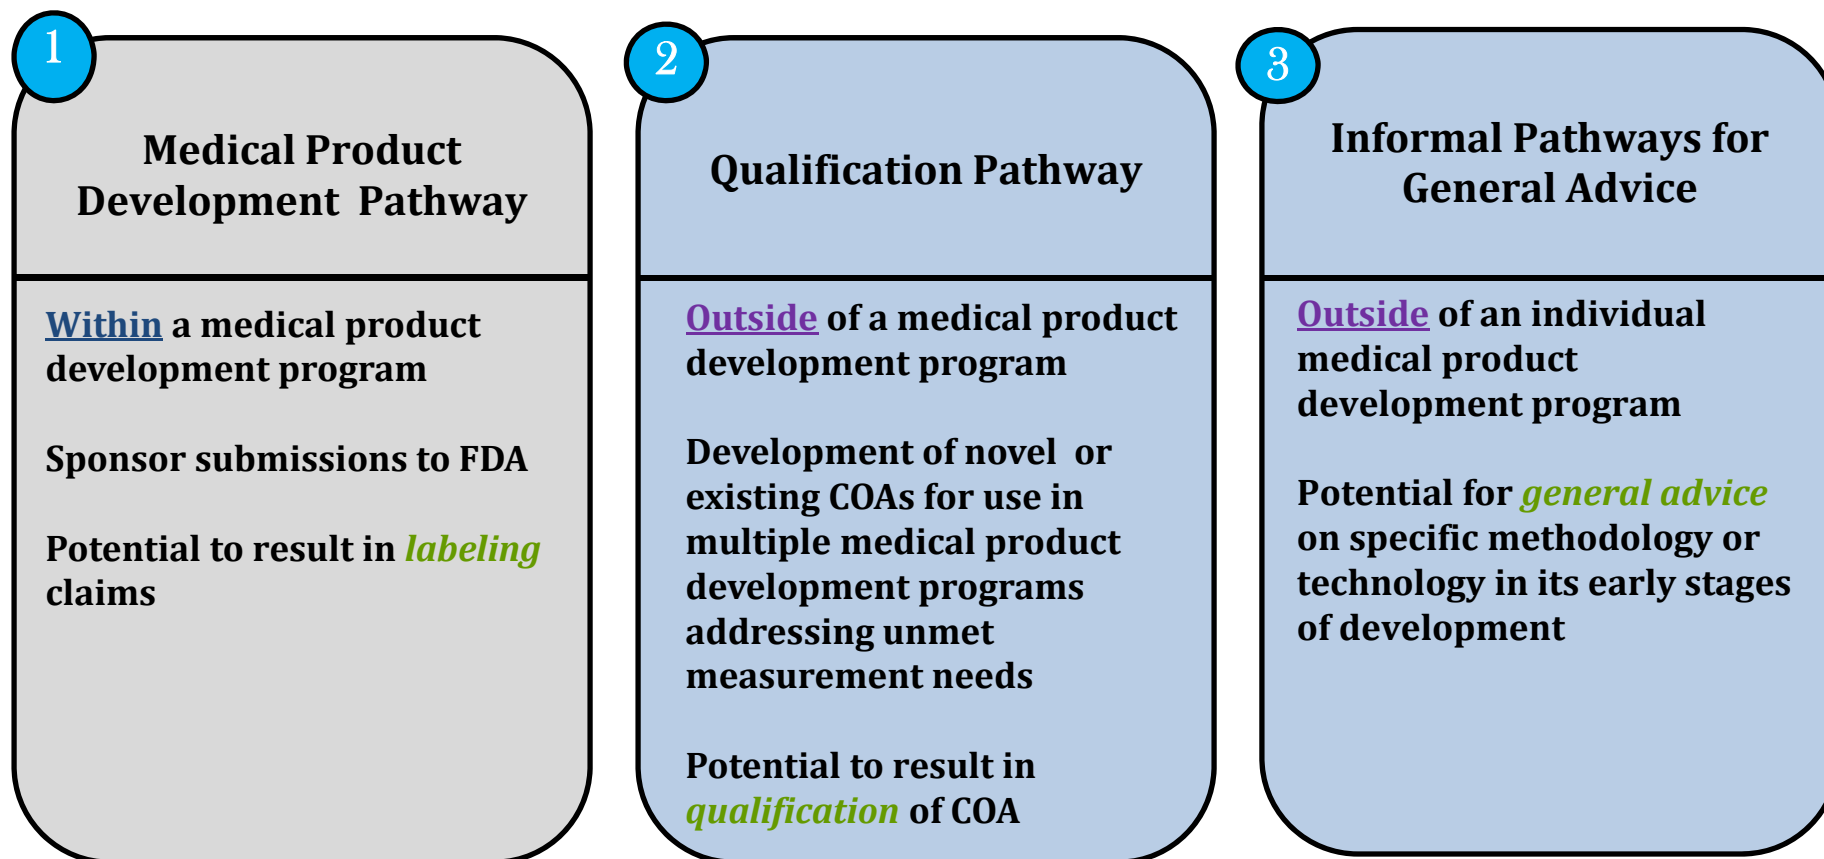 1
Medical Product
Development Pathway
Within a medical product
development program
Sponsor submissions to FDA
Potential to result in labeling
claims
2
Qualification Pathway
Outside of a medical product
development program
Development of novel or
existing COAs for use in
multiple medical product
development programs
addressing unmet
measurement needs
Potential to result in
qualification of COA
3
Informal Pathways for
General Advice
Outside of an individual
medical product
development program
Potential for general advice
on specific methodology or
technology in its early stages
of development